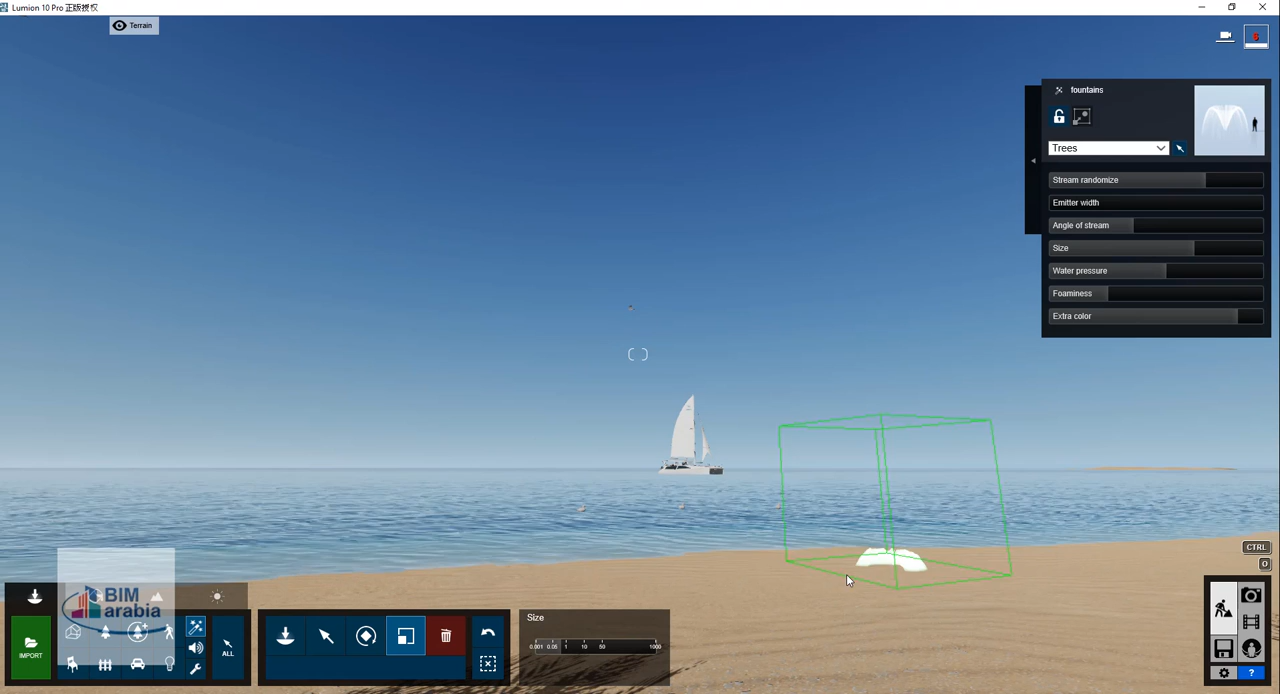 Lumion 10 Pro 正版授权
Terrain
6
fountains
Trees
Stream randomize
Emitter width
Angle of stream
Size
Water pressure
Foaminess
Extra color
CTRL
O
BIM
arabia
IMPORT
ALL
Size
0.001 0.05 1 10 50 1000
?